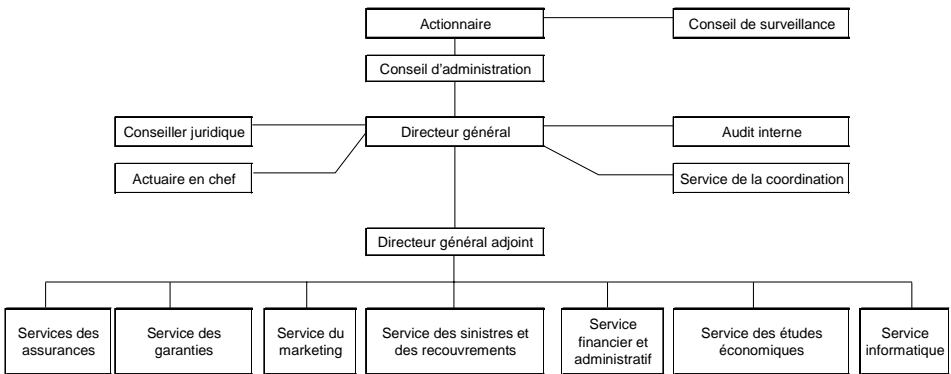 Actionnaire
Conseil de surveillance
Conseil d'administration
Conseiller juridique
Directeur général
Audit interne
Actuaire en chef
Service de la coordination
Directeur général adjoint
Services des
assurances
Service des
garanties
Service du
marketing
Service des sinistres et
des recouvrements
Service
financier et
administratif
Service des études
économiques
Service
informatique